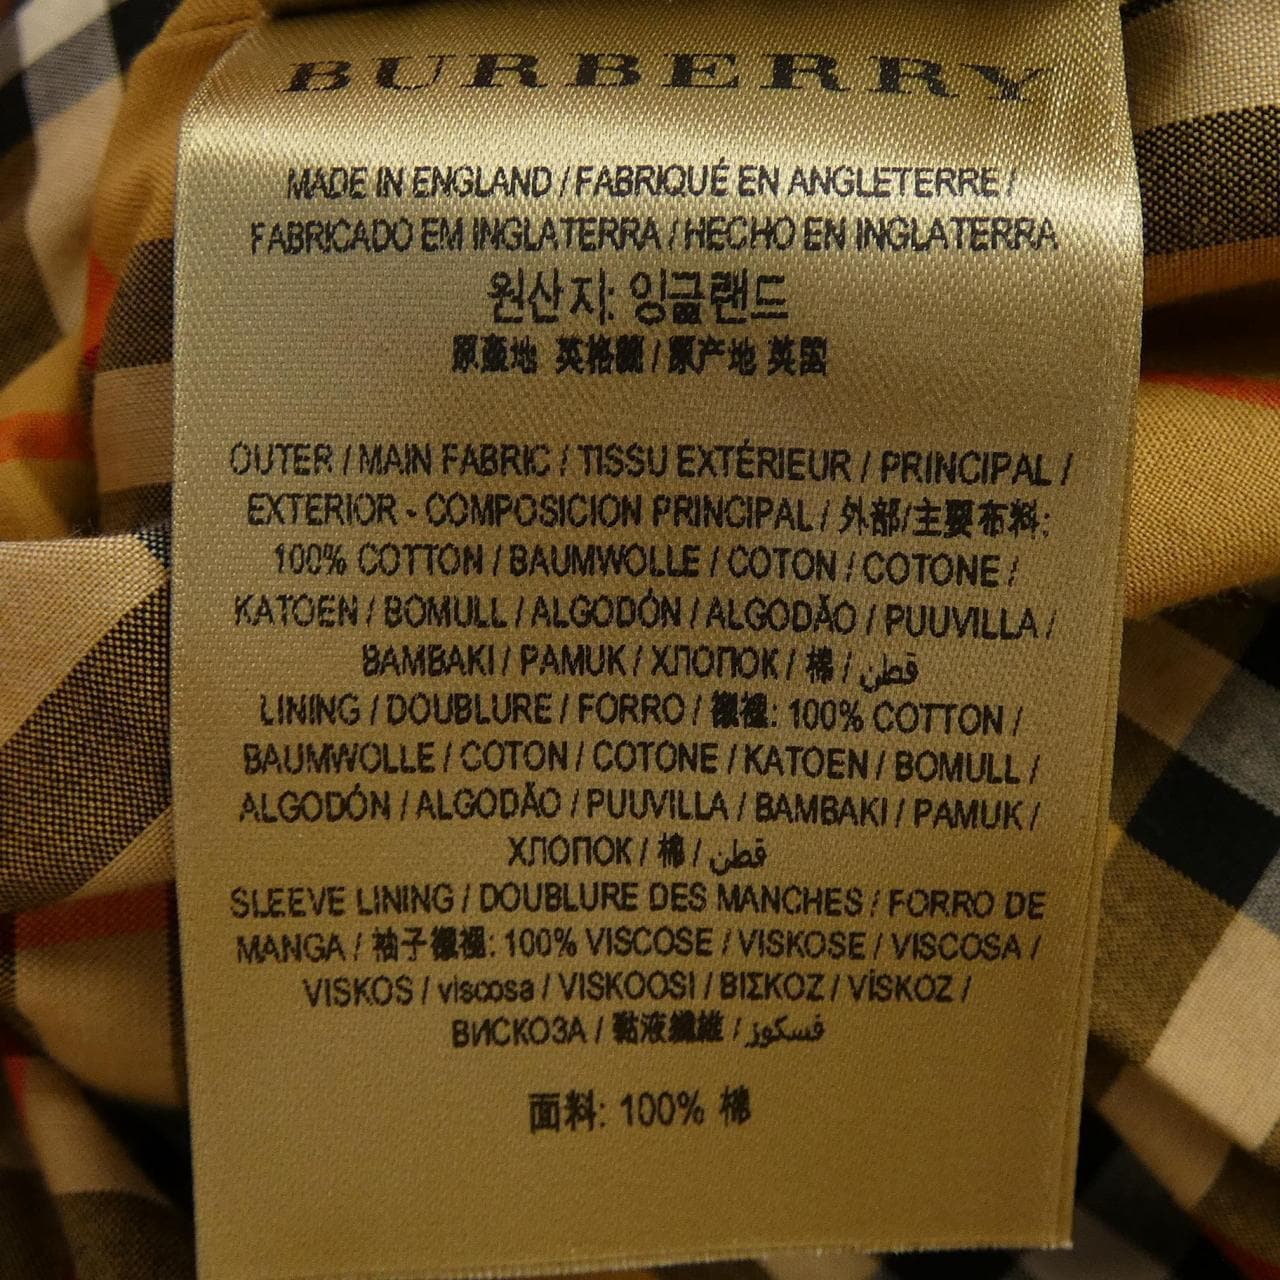 BURBERRY
MADE IN ENGLAND / FABRIQUÉ EN ANGLETERRE /
FABRICADO EM INGLATERRA / HECHO EN INGLATERRA
원산지: 잉글랜드
原產地 英格蘭 / 原产地 英国
OUTER / MAIN FABRIC / TISSU EXTÉRIEUR / PRINCIPAL /
EXTERIOR - COMPOSICION PRINCIPAL / 外部/主要布料:
100% COTTON / BAUMWOLLE / COTON / COTONE /
KATOEN / BOMULL / ALGODÓN / ALGODÃO / PUUVILLA /
BAMBAKI / PAMUK / ХЛОПОК / 棉 / قطن
LINING / DOUBLURE / FORRO / 襯裡: 100% COTTON /
BAUMWOLLE / COTON / COTONE / KATOEN / BOMULL /
ALGODÓN / ALGODÃO / PUUVILLA / BAMBAKI / PAMUK /
ХЛОПОК / 棉 / قطن
SLEEVE LINING / DOUBLURE DES MANCHES / FORRO DE
MANGA / 袖子襯裡: 100% VISCOSE / VISKOSE / VISCOSA /
VISKOS / viscosa / VISKOOSI / ΒΙΣΚΟΖ / VİSKOZ /
ВИСКОЗА / 黏液纖維 / فسكوز
面料: 100% 棉